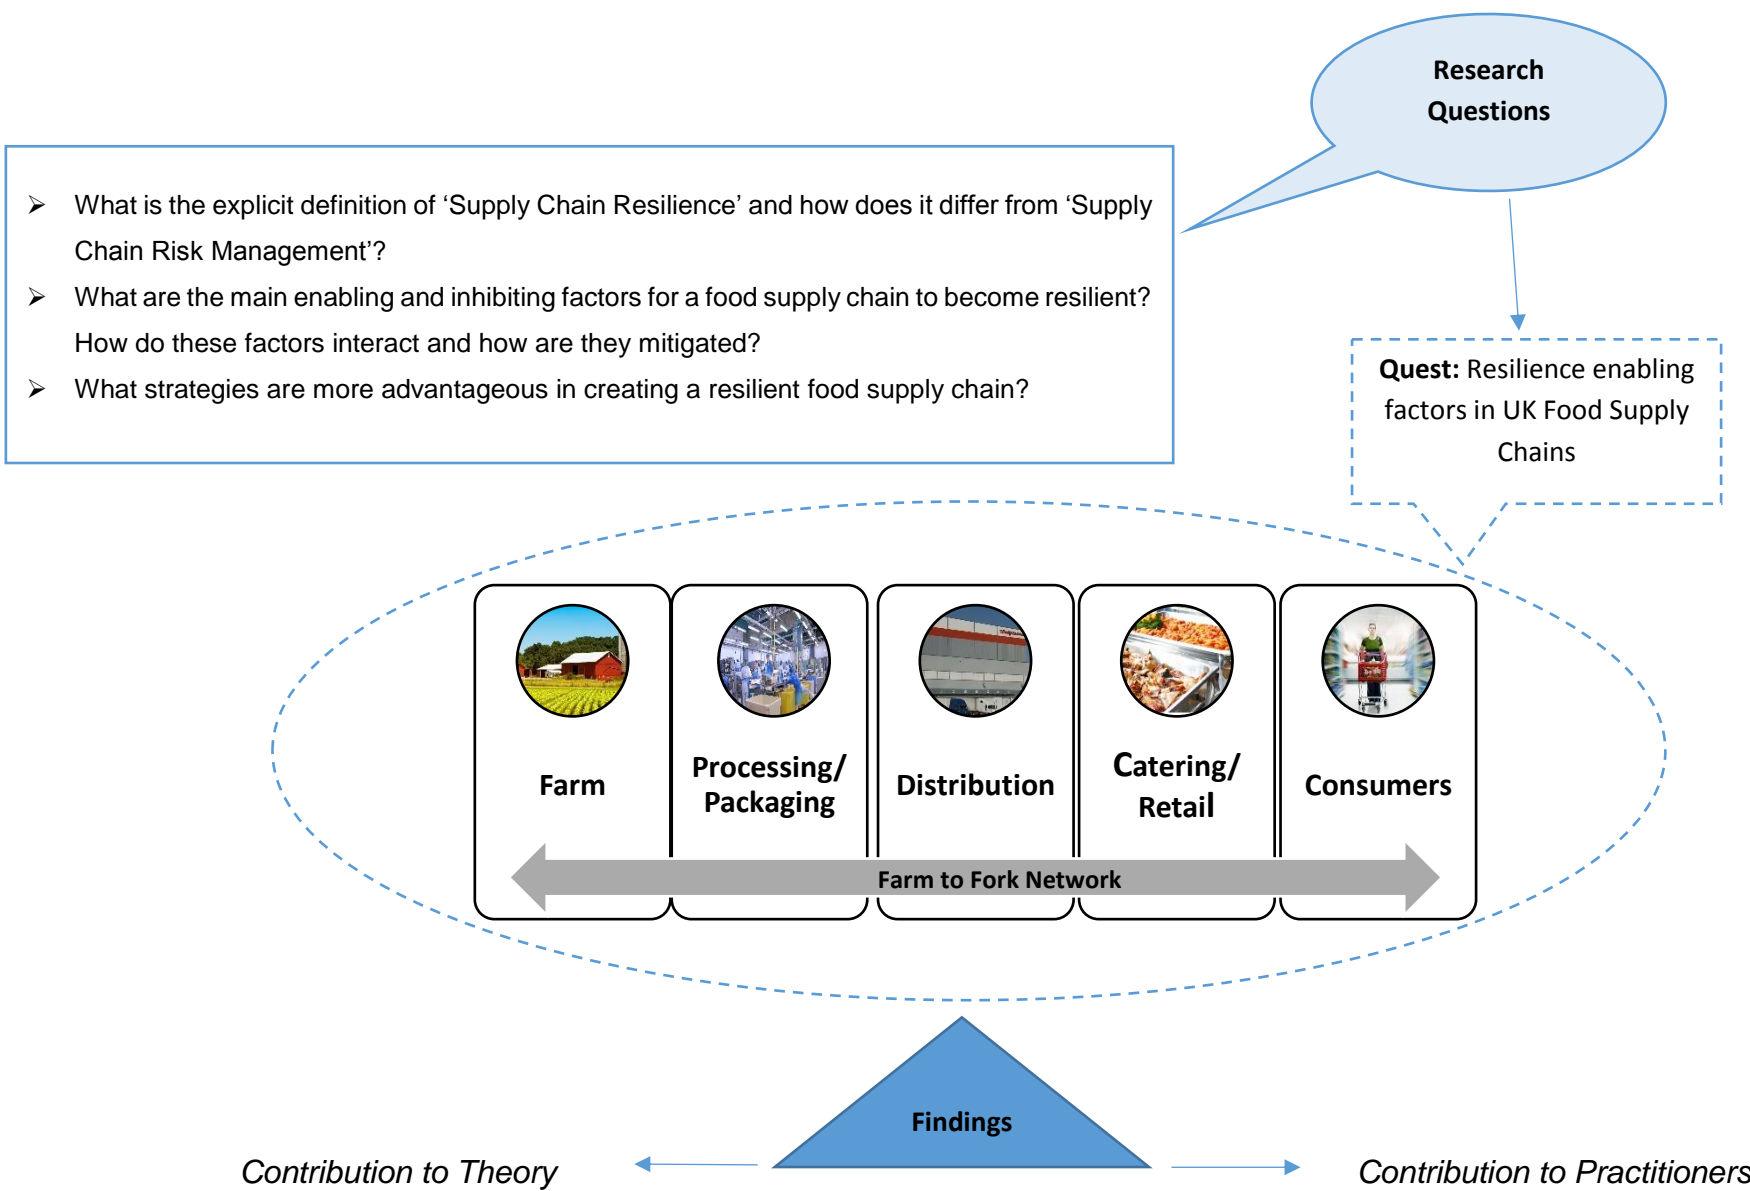 Research
Questions
➢ What is the explicit definition of ‘Supply Chain Resilience’ and how does it differ from ‘Supply
Chain Risk Management’?
➢ What are the main enabling and inhibiting factors for a food supply chain to become resilient?
How do these factors interact and how are they mitigated?
➢ What strategies are more advantageous in creating a resilient food supply chain?
Quest: Resilience enabling
factors in UK Food Supply
Chains
Farm
Processing/
Packaging
Distribution
Catering/
Retail
Consumers
Farm to Fork Network
Findings
Contribution to Theory
Contribution to Practitioners